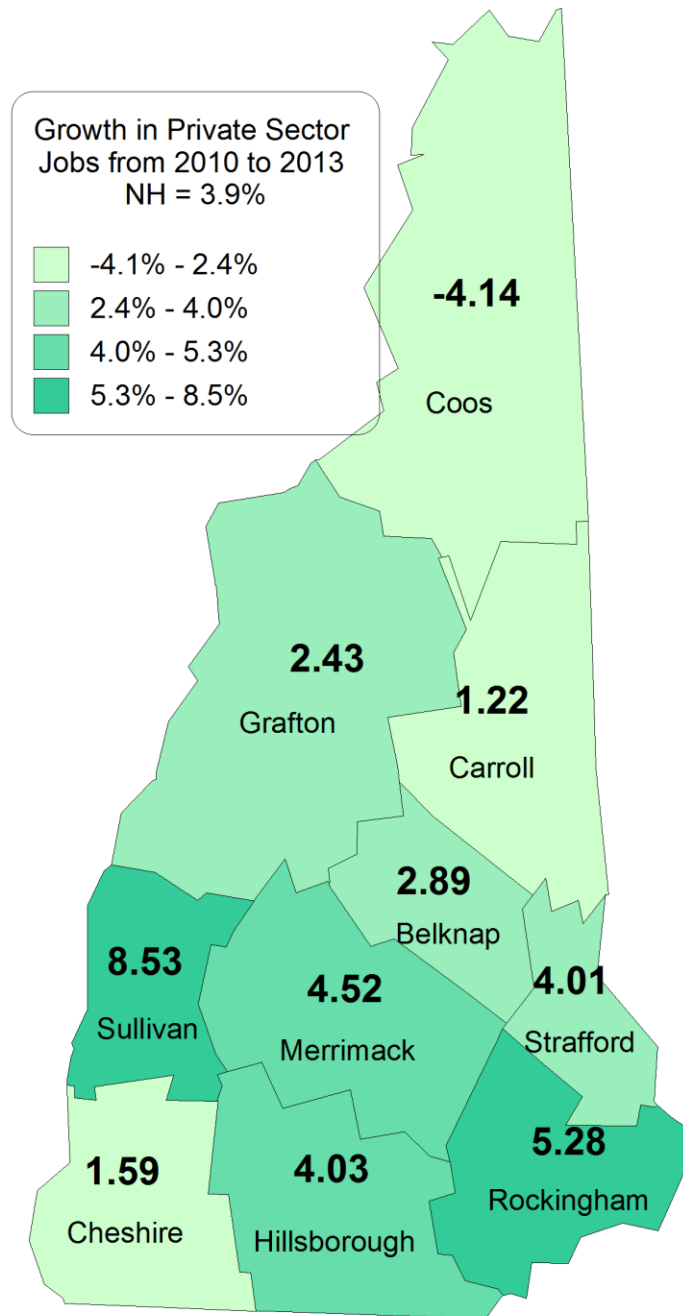 Growth in Private Sector
Jobs from 2010 to 2013
NH = 3.9%
-4.1% - 2.4%
2.4% - 4.0%
4.0% - 5.3%
5.3% - 8.5%
-4.14
Coos
2.43
Grafton
1.22
Carroll
2.89
Belknap
8.53
Sullivan
4.52
Merrimack
4.01
Strafford
1.59
Cheshire
4.03
Hillsborough
5.28
Rockingham